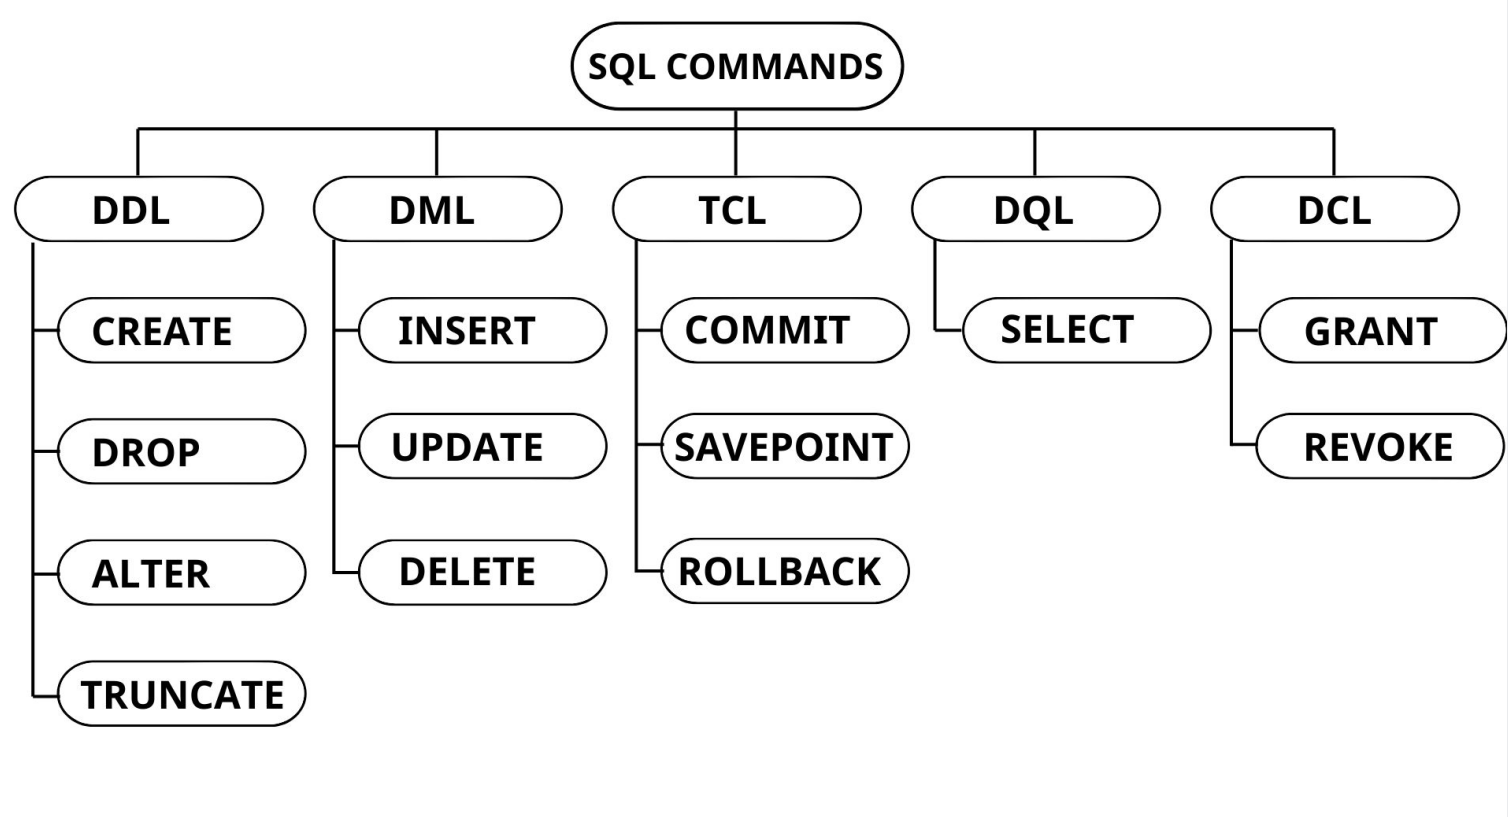 SQL COMMANDS
DDL
DML
TCL
DQL
DCL
CREATE
INSERT
COMMIT
SELECT
GRANT
DROP
UPDATE
SAVEPOINT
REVOKE
ALTER
DELETE
ROLLBACK
TRUNCATE